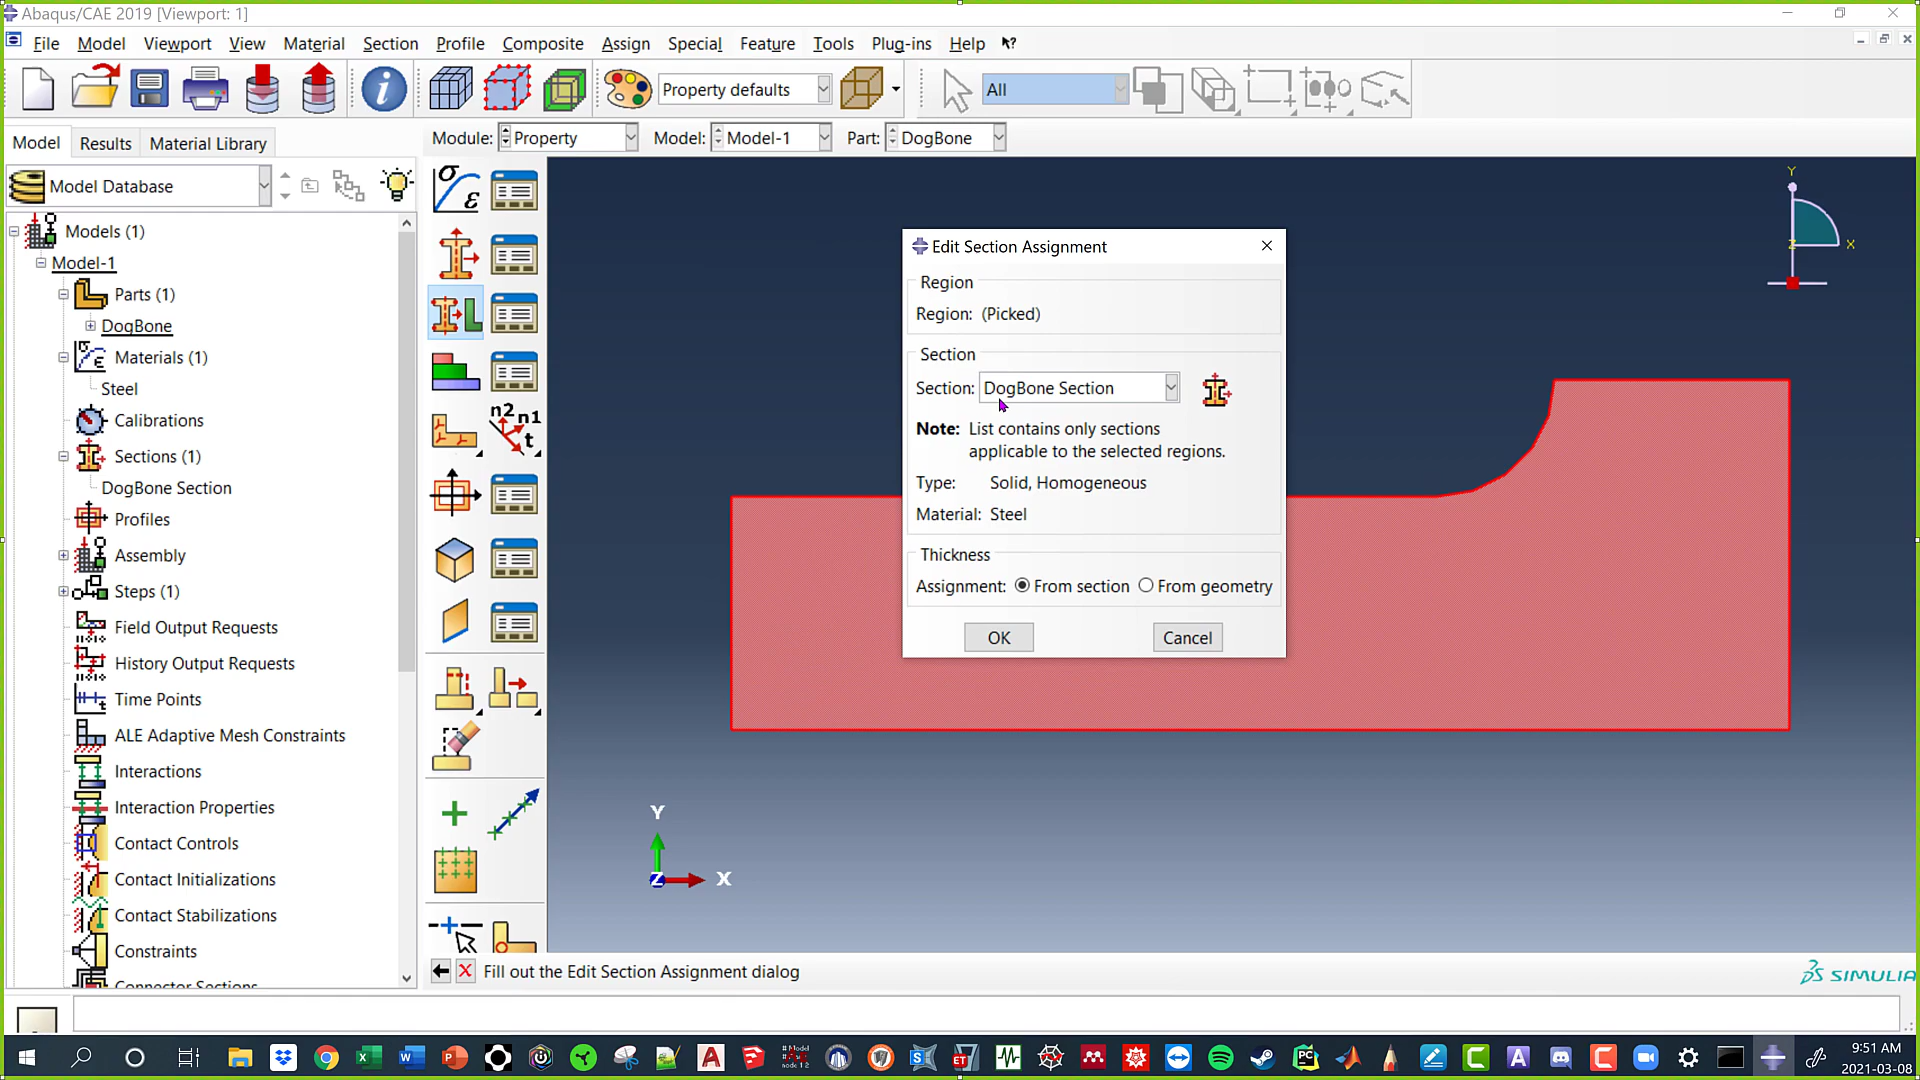 Abaqus/CAE 2019 [Viewport: 1]
File Model Viewport View Material Section Profile Composite Assign Special Feature Tools Plug-ins Help
Property defaults
All
Model Results Material Library
Module: Property Model: Model-1 Part: DogBone
Model Database
Models (1)
Model-1
Parts (1)
DogBone
Materials (1)
Steel
Calibrations
Sections (1)
DogBone Section
Profiles
Assembly
Steps (1)
Field Output Requests
History Output Requests
Time Points
ALE Adaptive Mesh Constraints
Interactions
Interaction Properties
Contact Controls
Contact Initializations
Contact Stabilizations
Constraints
Connector Sections
σ
ε
n2 n1
t
Edit Section Assignment
Region
Region: (Picked)
Section
Section: DogBone Section
Note: List contains only sections
applicable to the selected regions.
Type: Solid, Homogeneous
Material: Steel
Thickness
Assignment: From section From geometry
OK Cancel
Y
Z
X
Y
Z
X
Fill out the Edit Section Assignment dialog
SIMULIA
9:51 AM
2021-03-08